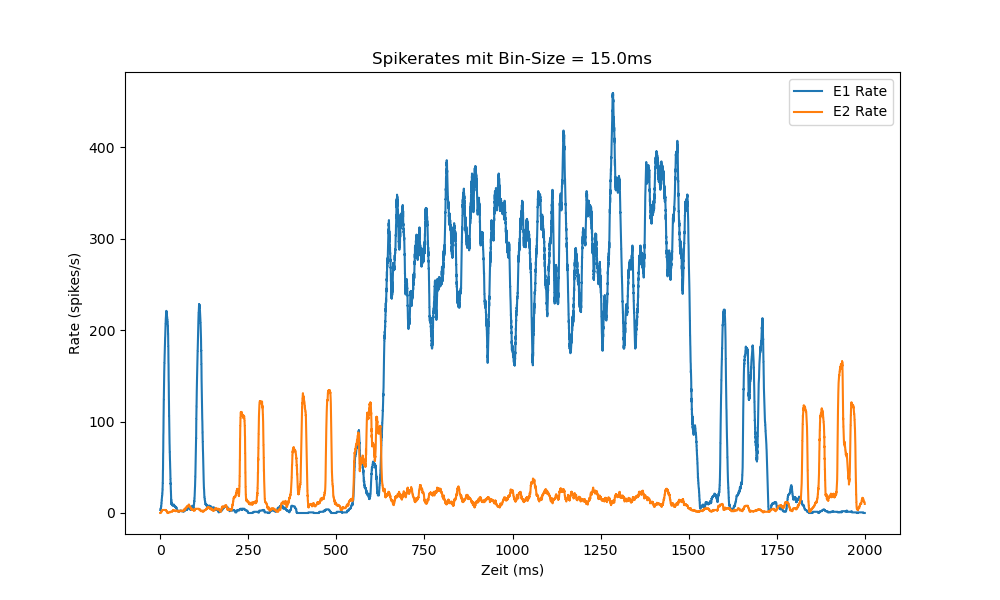 Spikerates mit Bin-Size = 15.0ms
E1 Rate
E2 Rate
Rate (spikes/s)
400
300
200
100
0
0 250 500 750 1000 1250 1500 1750 2000
Zeit (ms)